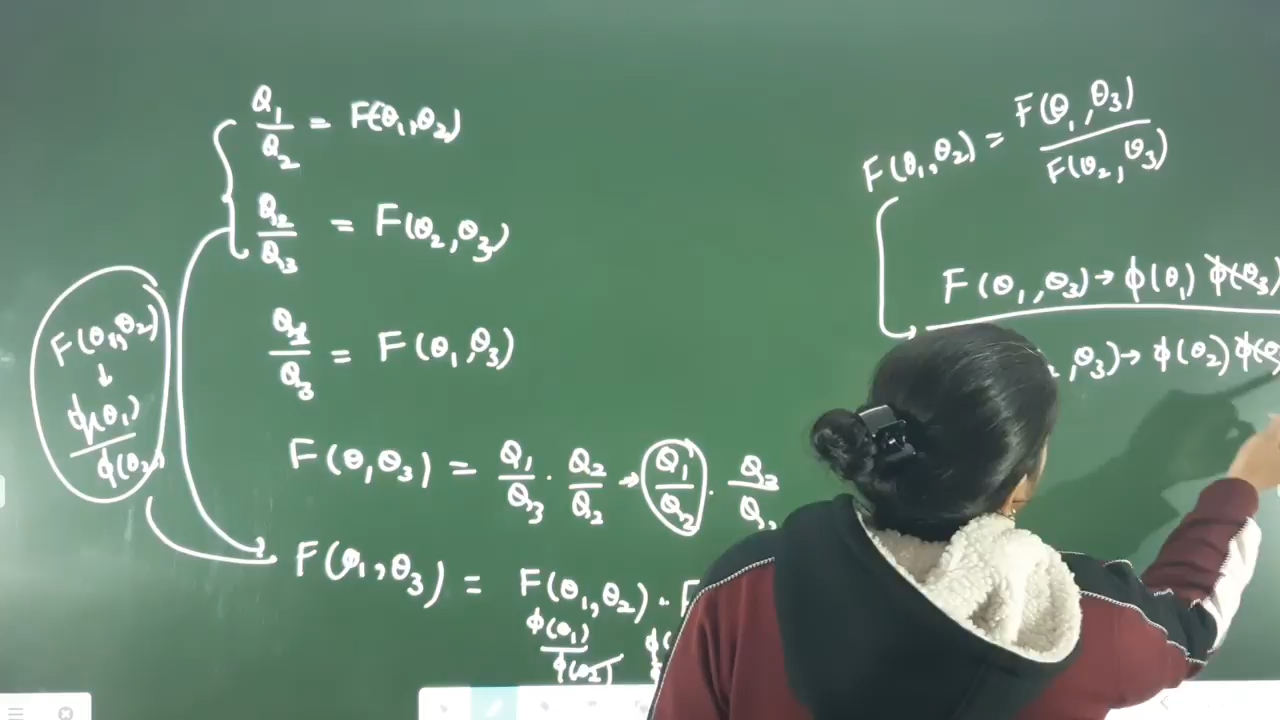 Q₁/Q₂ = F(θ₁,θ₂)
Q₂/Q₃ = F(θ₂,θ₃)
Q₁/Q₃ = F(θ₁,θ₃)
F(θ₁,θ₂)
↓
ϕ(θ₁)/ϕ(θ₂)
F(θ,θ₃) = Q₁/Q₃ · Q₂/Q₂ → Q₁/Q₂ · Q₂/Q₃
F(θ₁,θ₃) = F(θ₁,θ₂) · F
ϕ(θ₁)/ϕ(θ₂)
F(θ₁,θ₂) = F(θ₁,θ₃)/F(θ₂,θ₃)
F(θ₁,θ₃) → ϕ(θ₁) ϕ(θ₃)
,θ₃) → ϕ(θ₂) ϕ(θ